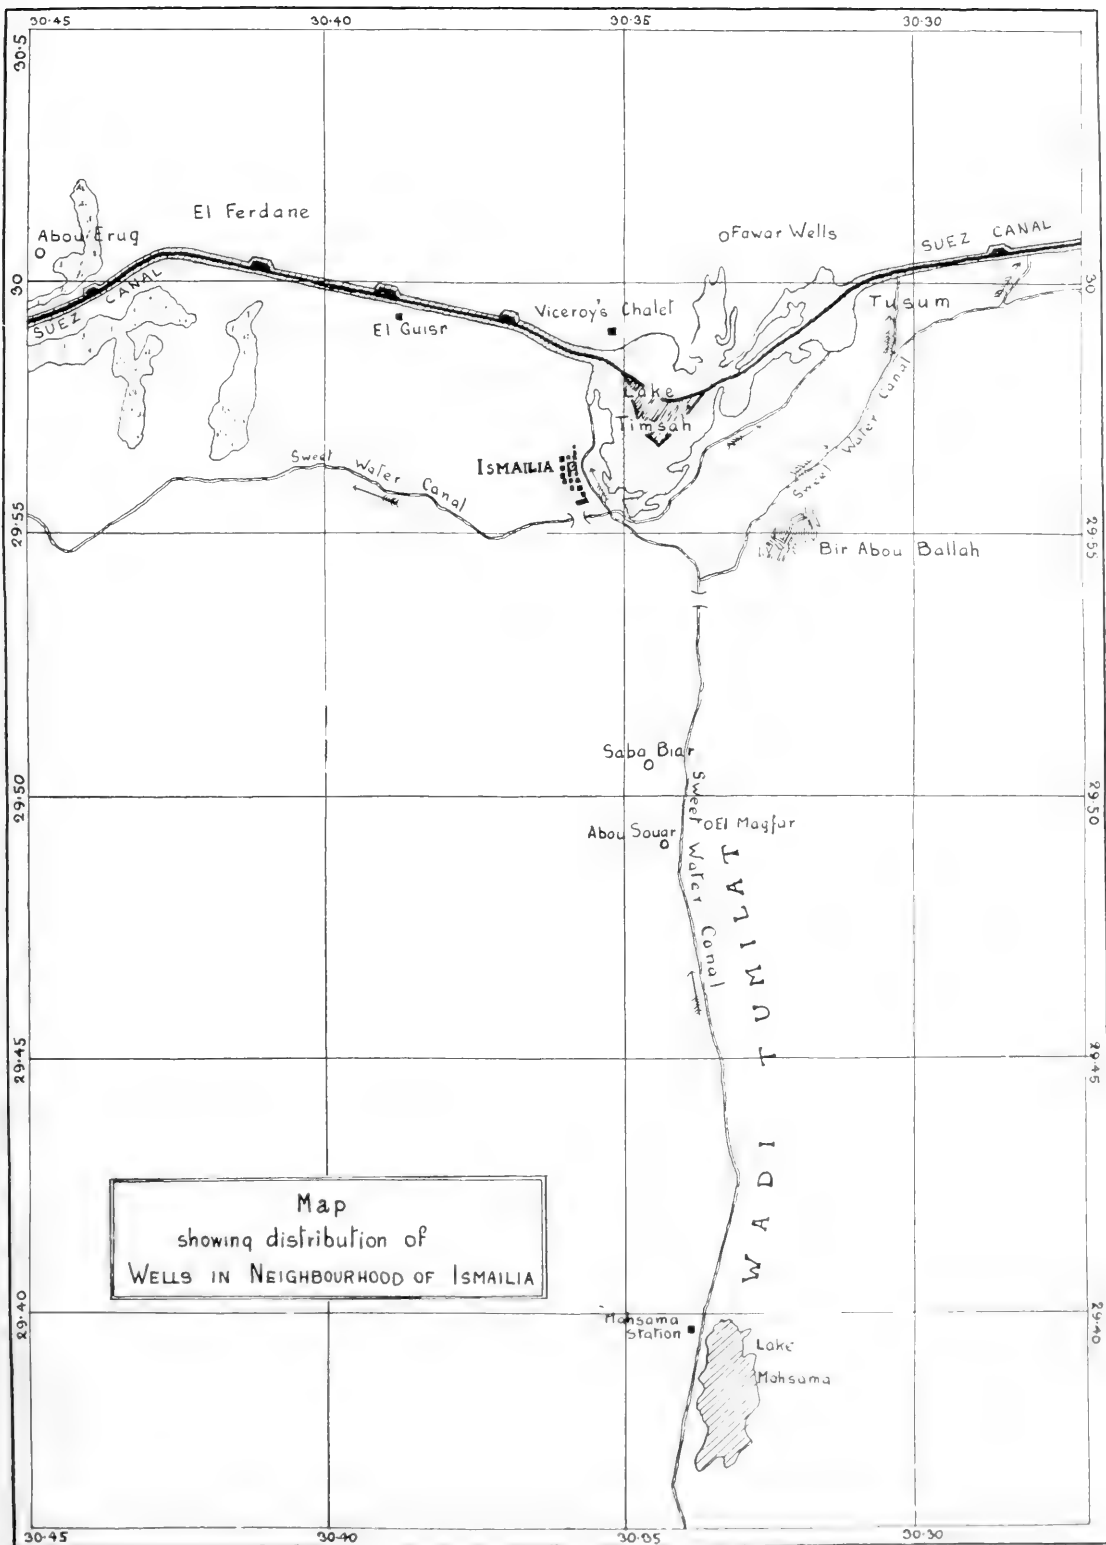 30·45 30·40 30·35 30·30
30·5
El Ferdane
Abou Eruq
SUEZ CANAL
oFawar Wells
SUEZ CANAL
30
Tusum
Viceroy's Chalet
El Guisr
Lake
Timsah
ISMAILIA
Sweet Water Canal
Sweet Water Canal
29·55
29·55
Bir Abou Ballah
Saba Biar
29·50
29·50
Abou Souar
El Magfar
Sweet Water Canal
WADI TUMILAT
29·45
29·45
Map
showing distribution of
WELLS IN NEIGHBOURHOOD OF ISMAILIA
29·40
29·40
Mahsama
Station
Lake
Mahsama
30·45 30·40 30·35 30·30